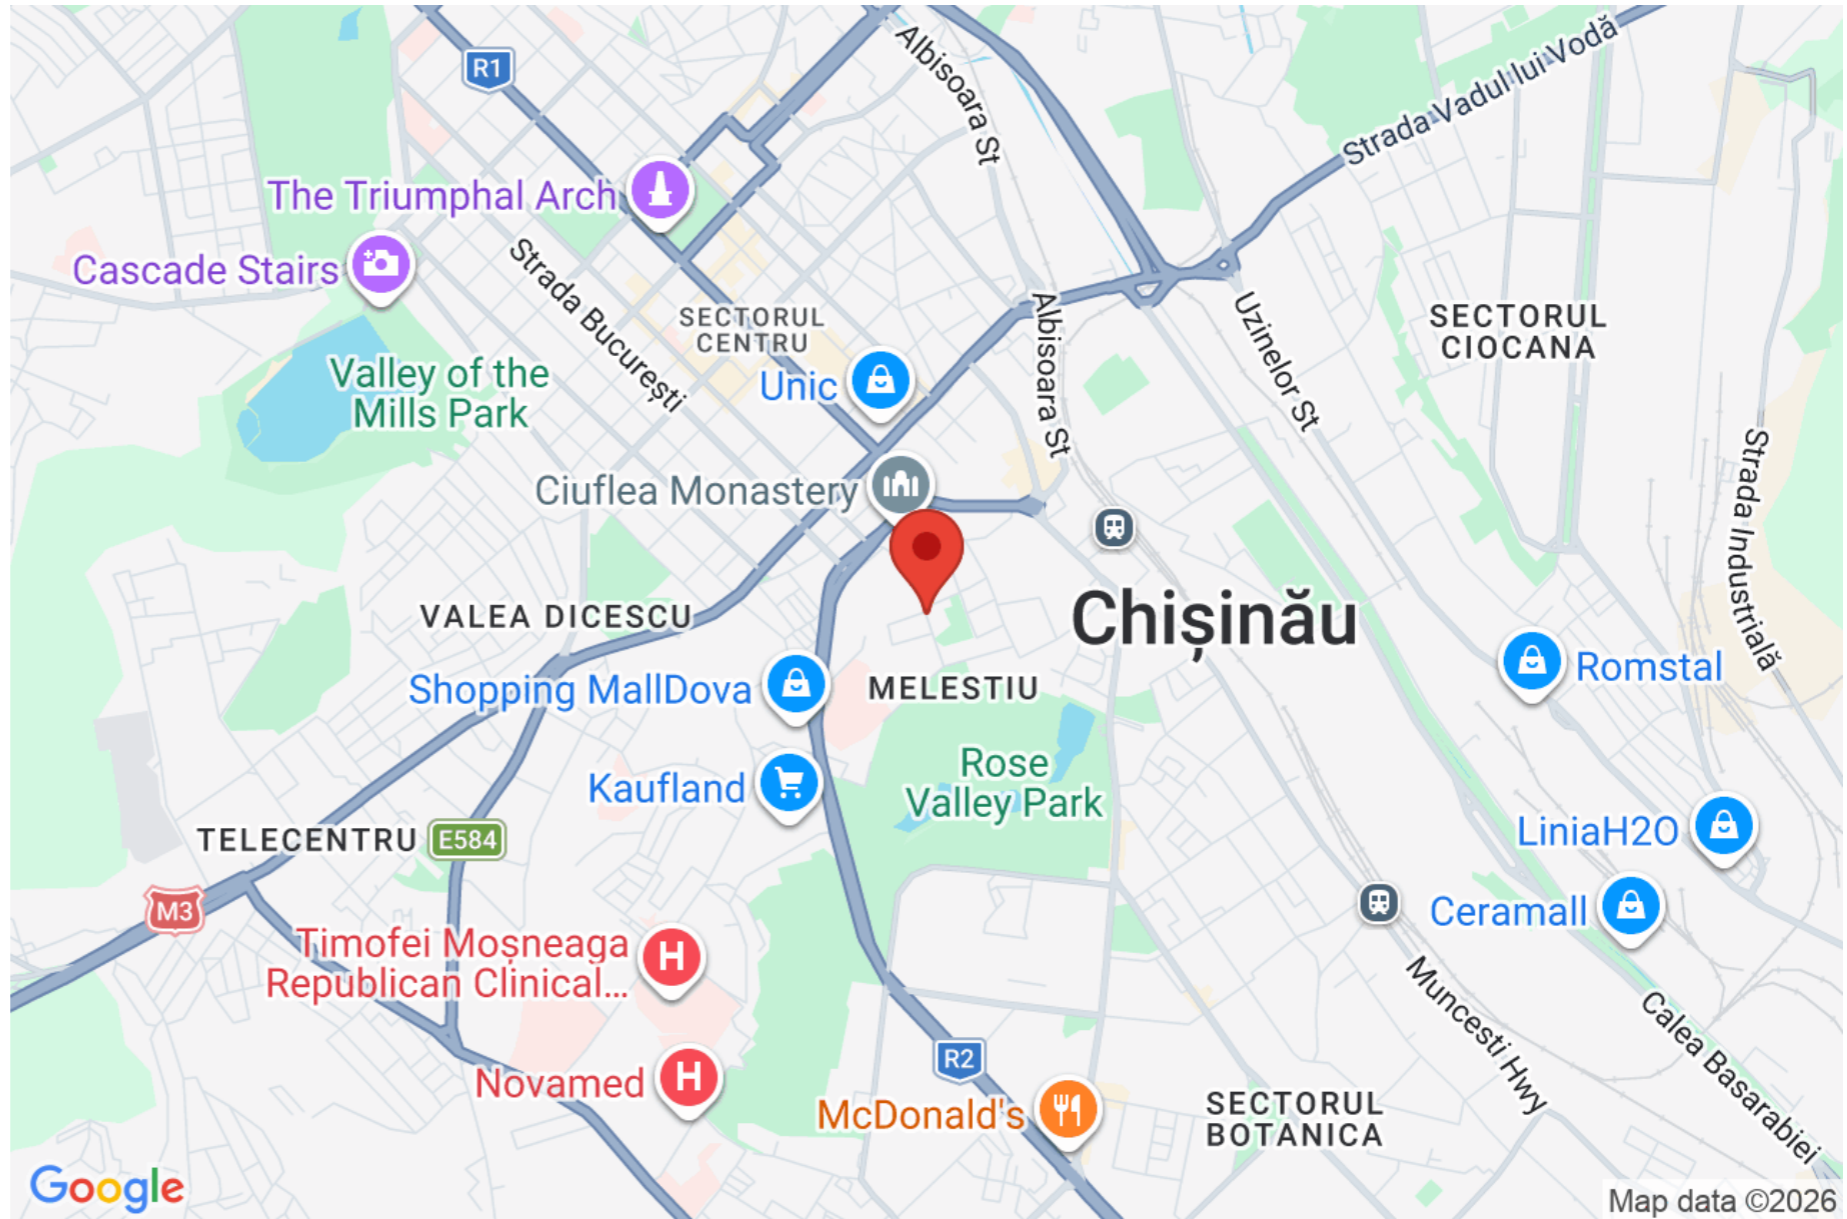 R1
Albisoara St
Strada Vadul lui Vodă
The Triumphal Arch
Cascade Stairs
Strada București
SECTORUL
CENTRU
Albisoara St
Uzinelor St
SECTORUL
CIOCANA
Valley of the
Mills Park
Unic
Ciuflea Monastery
Strada Industrială
VALEA DICESCU
Chișinău
Romstal
Shopping MallDova
MELESTIU
Rose
Valley Park
Kaufland
TELECENTRU
E584
LiniaH2O
M3
Ceramall
Timofei Moșneaga
Republican Clinical...
H
Muncesti Hwy
Calea Basarabiei
R2
Novamed
H
McDonald's
SECTORUL
BOTANICA
Google
Map data ©2026